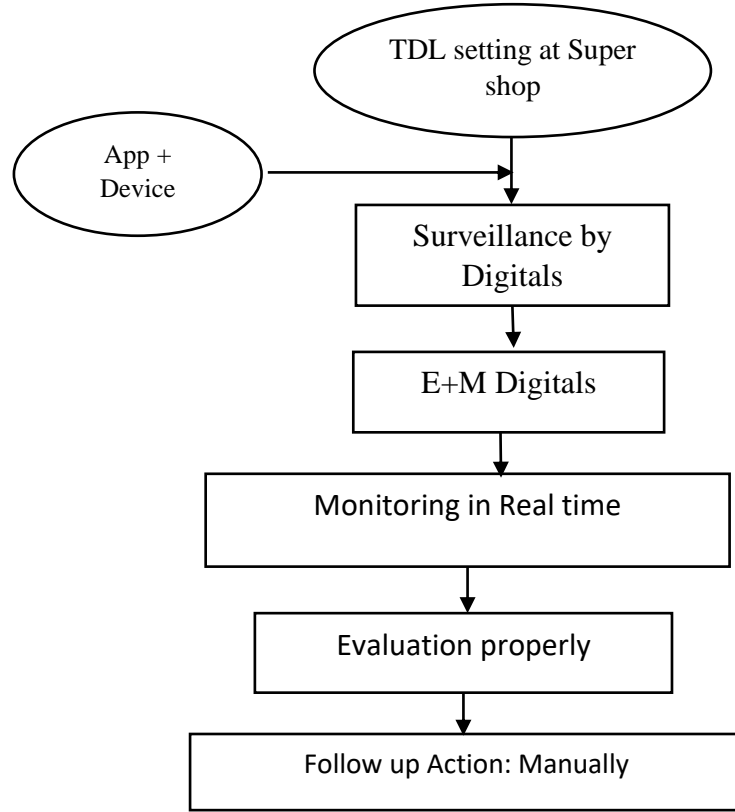 TDL setting at Super
shop
App +
Device
Surveillance by
Digitals
E+M Digitals
Monitoring in Real time
Evaluation properly
Follow up Action: Manually